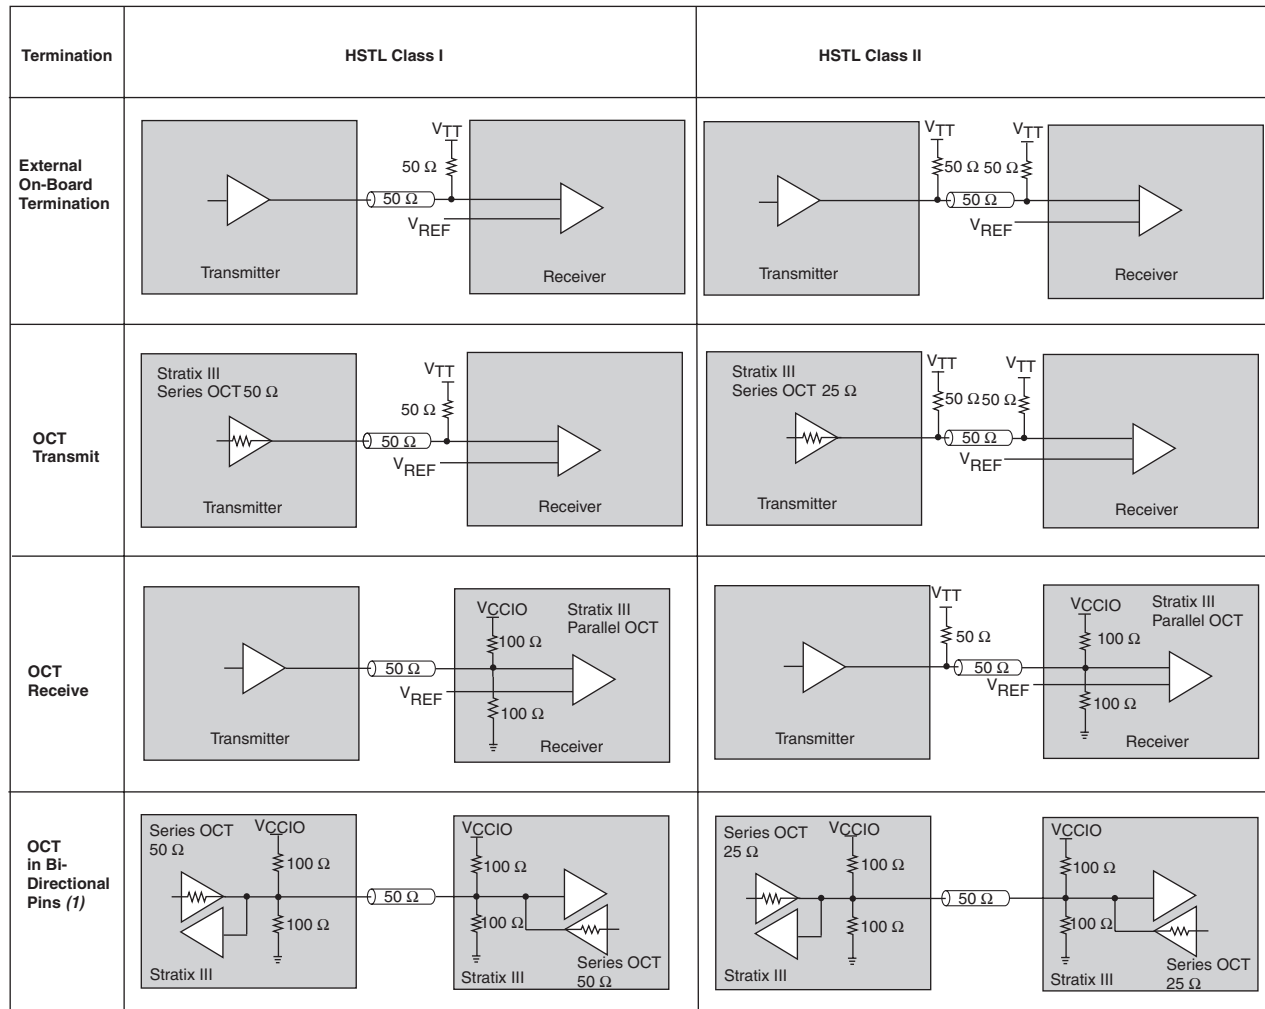 Termination
HSTL Class I
HSTL Class II
External
On-Board
Termination
VTT
50 Ω
50 Ω
VREF
Transmitter
Receiver
VTT
VTT
50 Ω 50 Ω
50 Ω
VREF
Transmitter
Receiver
OCT
Transmit
Stratix III
Series OCT 50 Ω
VTT
50 Ω
50 Ω
VREF
Transmitter
Receiver
Stratix III
Series OCT 25 Ω
VTT
VTT
50 Ω 50 Ω
50 Ω
VREF
Transmitter
Receiver
OCT
Receive
VCCIO
Stratix III
Parallel OCT
100 Ω
50 Ω
VREF
100 Ω
Transmitter
Receiver
VTT
50 Ω
VCCIO
Stratix III
Parallel OCT
100 Ω
50 Ω
VREF
100 Ω
Transmitter
Receiver
OCT
in Bi-
Directional
Pins (1)
Series OCT
50 Ω
VCCIO
100 Ω
100 Ω
Stratix III
50 Ω
VCCIO
100 Ω
100 Ω
Stratix III
Series OCT
50 Ω
Series OCT
25 Ω
VCCIO
100 Ω
100 Ω
Stratix III
50 Ω
VCCIO
100 Ω
100 Ω
Stratix III
Series OCT
25 Ω